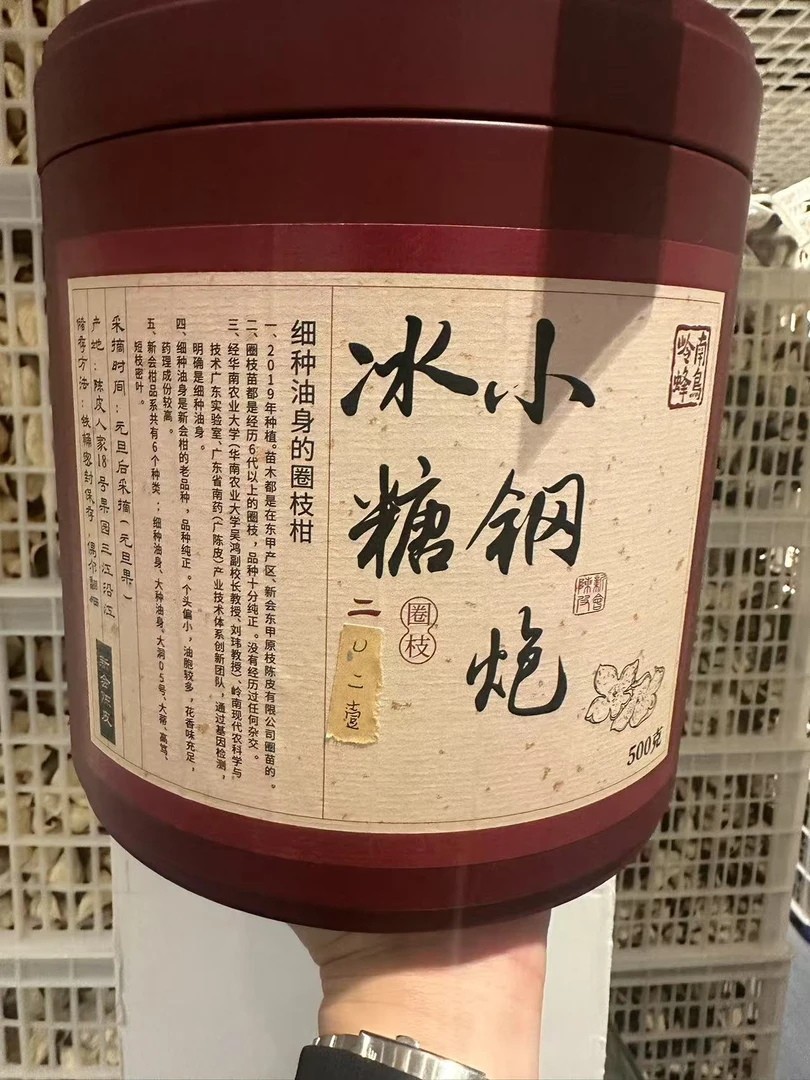 小钢炮
冰糖
圈枝
二〇二壹
新会陳皮
500克
细种油身的圈枝柑
一、2019年种植。苗木都是在东甲产区、新会东甲原枝陈皮有限公司圈苗的。
二、圈枝苗都是经历6代以上的圈枝，品种十分纯正。没有经历过任何杂交。
三、经华南农业大学（华南农业大学吴鸿副校长教授、刘玮教授）、岭南现代农科学与
技术广东实验室、广东省南药（广陈皮）产业技术体系创新团队，通过基因检测，
明确是细种油身。
四、细种油身是新会柑的老品种，品种纯正。个头偏小，油胞较多，花香味充足，
药理成份较高。
五、新会柑品系共有6个种类：；细种油身、大种油身、大洞05号、大蒂、高笃、
短枝密叶。
采摘时间：元旦后采摘（元旦果）
产地：陈皮人家18号果园三江沿江
储存方法：铁桶密封保存，偶尔翻晒
新会陈皮